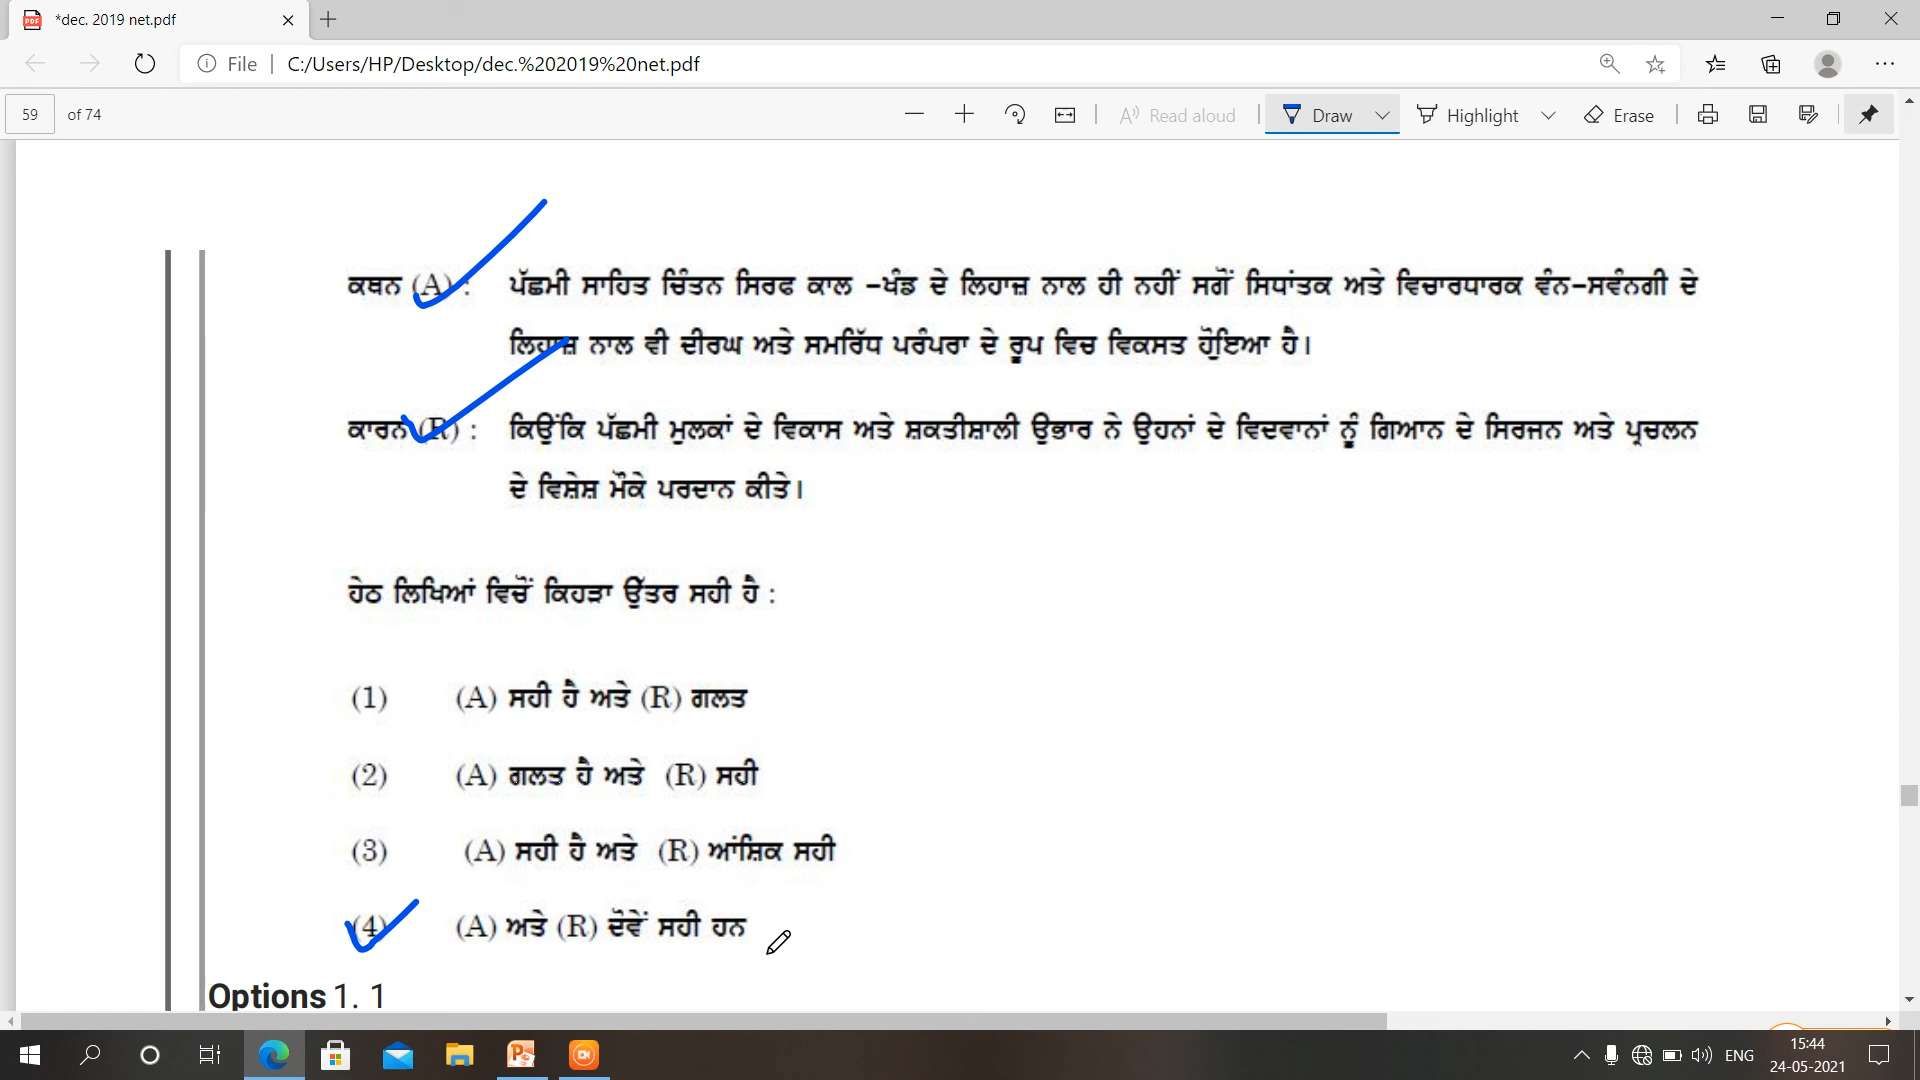 *dec. 2019 net.pdf
File C:/Users/HP/Desktop/dec.%202019%20net.pdf
59 of 74 Read aloud Draw Highlight Erase
ਕਥਨ (A) : ਪੱਛਮੀ ਸਾਹਿਤ ਚਿੰਤਨ ਸਿਰਫ ਕਾਲ -ਖੰਡ ਦੇ ਲਿਹਾਜ਼ ਨਾਲ ਹੀ ਨਹੀਂ ਸਗੋਂ ਸਿਧਾਂਤਕ ਅਤੇ ਵਿਚਾਰਧਾਰਕ ਵੰਨ-ਸਵੰਨਗੀ ਦੇ
ਲਿਹਾਜ਼ ਨਾਲ ਵੀ ਦੀਰਘ ਅਤੇ ਸਮਰਿੱਧ ਪਰੰਪਰਾ ਦੇ ਰੂਪ ਵਿਚ ਵਿਕਸਤ ਹੋੁਇਆ ਹੈ।
ਕਾਰਨ (R) : ਕਿਉਂਕਿ ਪੱਛਮੀ ਮੁਲਕਾਂ ਦੇ ਵਿਕਾਸ ਅਤੇ ਸ਼ਕਤੀਸ਼ਾਲੀ ਉਭਾਰ ਨੇ ਉਹਨਾਂ ਦੇ ਵਿਦਵਾਨਾਂ ਨੂੰ ਗਿਆਨ ਦੇ ਸਿਰਜਨ ਅਤੇ ਪ੍ਰਚਲਨ
ਦੇ ਵਿਸ਼ੇਸ਼ ਮੌਕੇ ਪਰਦਾਨ ਕੀਤੇ।
ਹੇਠ ਲਿਖਿਆਂ ਵਿਚੋਂ ਕਿਹੜਾ ਉੱਤਰ ਸਹੀ ਹੈ :
(1) (A) ਸਹੀ ਹੈ ਅਤੇ (R) ਗਲਤ
(2) (A) ਗਲਤ ਹੈ ਅਤੇ (R) ਸਹੀ
(3) (A) ਸਹੀ ਹੈ ਅਤੇ (R) ਆਂਸ਼ਿਕ ਸਹੀ
(4) (A) ਅਤੇ (R) ਦੋਵੇਂ ਸਹੀ ਹਨ
Options 1. 1
ENG 15:44
24-05-2021